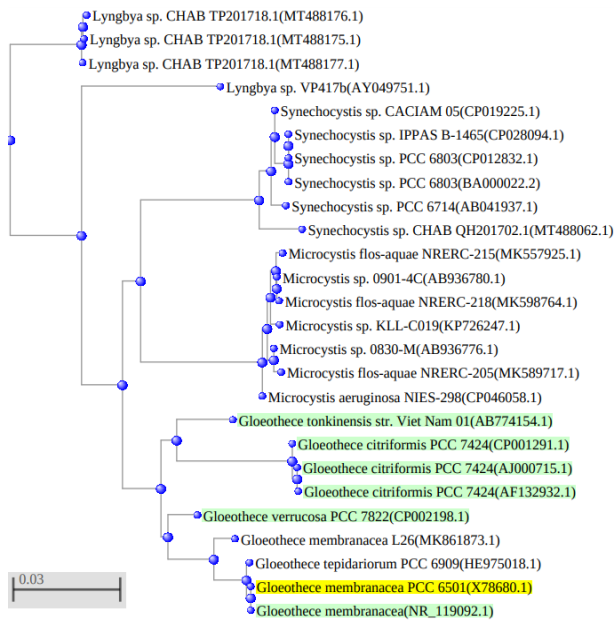 Lyngbya sp. CHAB TP201718.1(MT488176.1)
Lyngbya sp. CHAB TP201718.1(MT488175.1)
Lyngbya sp. CHAB TP201718.1(MT488177.1)
Lyngbya sp. VP417b(AY049751.1)
Synechocystis sp. CACIAM 05(CP019225.1)
Synechocystis sp. IPPAS B-1465(CP028094.1)
Synechocystis sp. PCC 6803(CP012832.1)
Synechocystis sp. PCC 6803(BA000022.2)
Synechocystis sp. PCC 6714(AB041937.1)
Synechocystis sp. CHAB QH201702.1(MT488062.1)
Microcystis flos-aquae NRERC-215(MK557925.1)
Microcystis sp. 0901-4C(AB936780.1)
Microcystis flos-aquae NRERC-218(MK598764.1)
Microcystis sp. KLL-C019(KP726247.1)
Microcystis sp. 0830-M(AB936776.1)
Microcystis flos-aquae NRERC-205(MK589717.1)
Microcystis aeruginosa NIES-298(CP046058.1)
Gloeothece tonkinensis str. Viet Nam 01(AB774154.1)
Gloeothece citriformis PCC 7424(CP001291.1)
Gloeothece citriformis PCC 7424(AJ000715.1)
Gloeothece citriformis PCC 7424(AF132932.1)
Gloeothece verrucosa PCC 7822(CP002198.1)
Gloeothece membranacea L26(MK861873.1)
Gloeothece tepidariorum PCC 6909(HE975018.1)
Gloeothece membranacea PCC 6501(X78680.1)
Gloeothece membranacea(NR_119092.1)
0.03